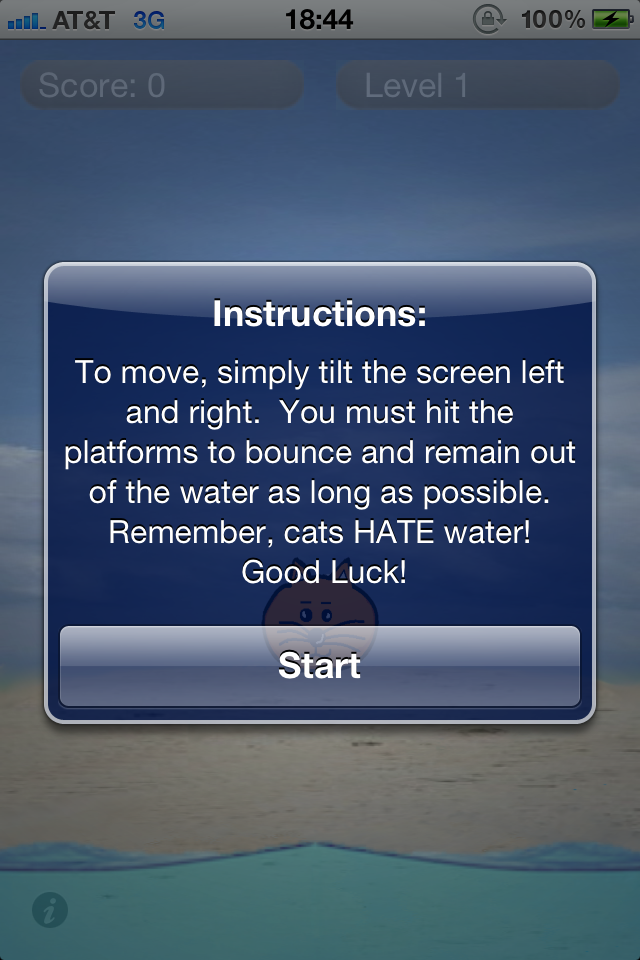 AT&T 3G 18:44 100%
Score: 0 Level 1
Instructions:
To move, simply tilt the screen left
and right.  You must hit the
platforms to bounce and remain out
of the water as long as possible.
Remember, cats HATE water!
Good Luck!
Start
i